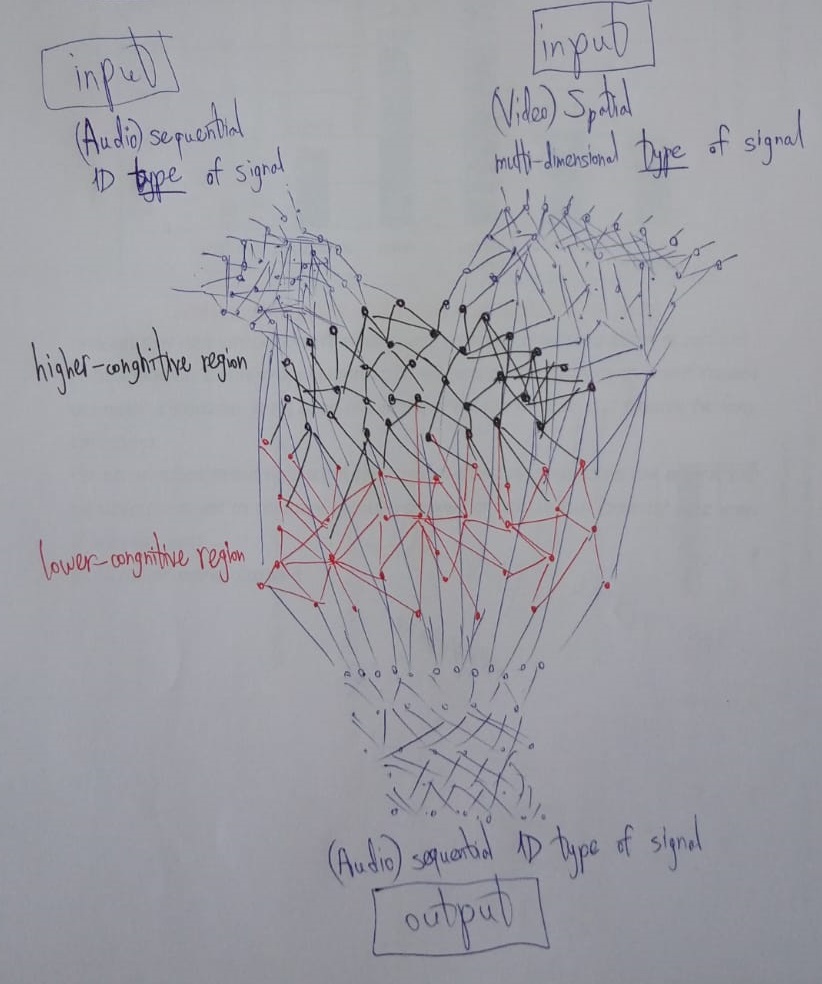 input
(Audio) sequential
1D type of signal
input
(Video) Spatial
multi-dimensional type of signal
higher-conghitive region
lower-congnitive region
(Audio) sequential 1D type of signal
output